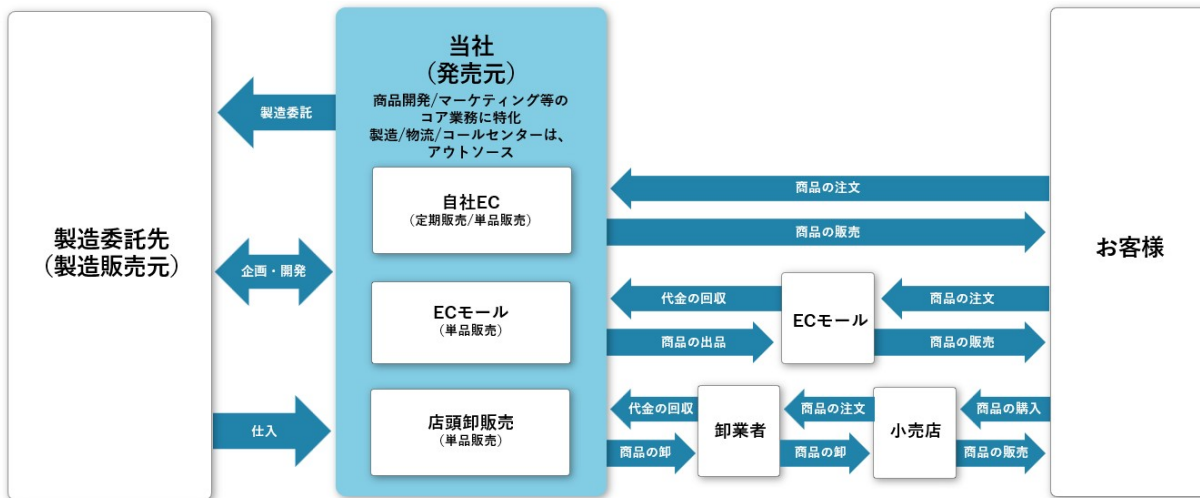 製造委託先
(製造販売元)
製造委託
企画・開発
仕入
当社
(発売元)
商品開発/マーケティング等の
コア業務に特化
製造/物流/コールセンターは、
アウトソース
自社EC
(定期販売/単品販売)
ECモール
(単品販売)
店頭卸販売
(単品販売)
商品の注文
商品の販売
代金の回収
商品の出品
ECモール
商品の注文
商品の販売
代金の回収
商品の卸
卸業者
商品の注文
商品の卸
小売店
商品の購入
商品の販売
お客様